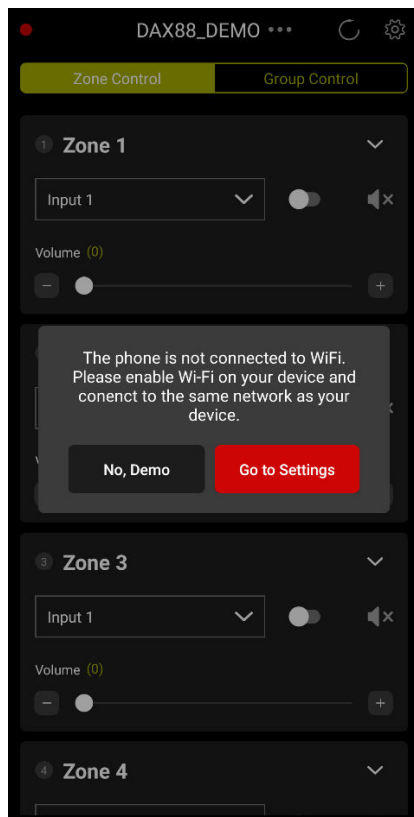 DAX88_DEMO •••
Zone Control Group Control
1 Zone 1
Input 1
Volume (0)
The phone is not connected to WiFi.
Please enable Wi-Fi on your device and
conenct to the same network as your
device.
No, Demo Go to Settings
3 Zone 3
Input 1
Volume (0)
4 Zone 4